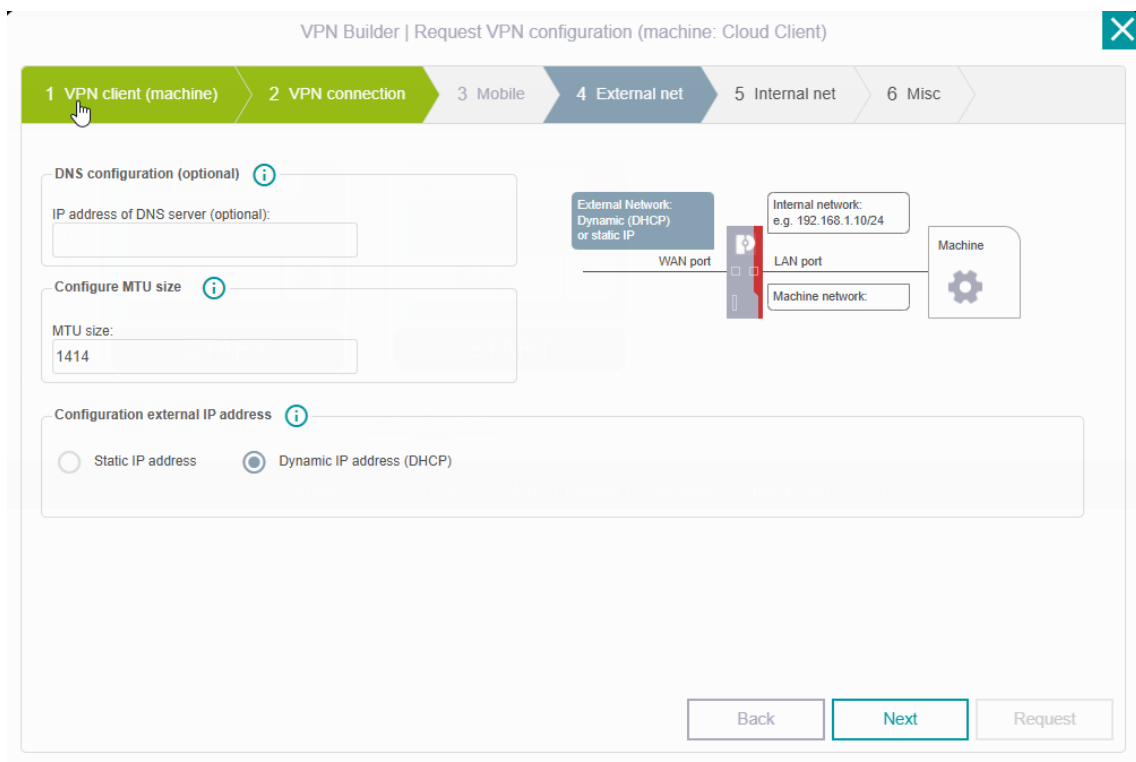 VPN Builder | Request VPN configuration (machine: Cloud Client)
1 VPN client (machine) 2 VPN connection 3 Mobile 4 External net 5 Internal net 6 Misc
DNS configuration (optional)
IP address of DNS server (optional):
Configure MTU size
MTU size:
1414
External Network:
Dynamic (DHCP)
or static IP
WAN port
Internal network:
e.g. 192.168.1.10/24
LAN port
Machine network:
Machine
Configuration external IP address
Static IP address Dynamic IP address (DHCP)
Back Next Request